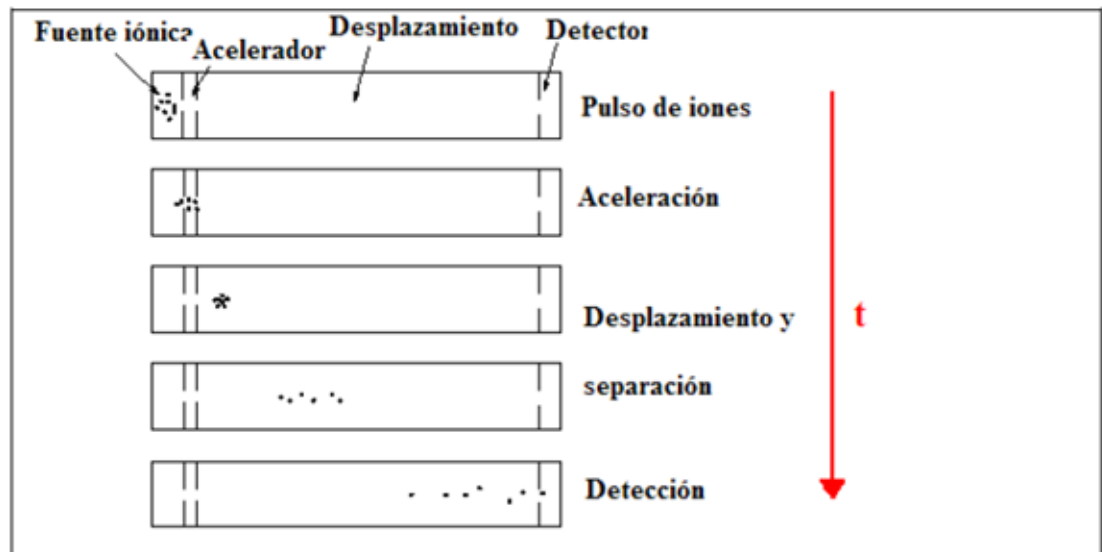 Fuente iónica
Acelerador
Desplazamiento
Detector
Pulso de iones
Aceleración
Desplazamiento y
t
separación
Detección